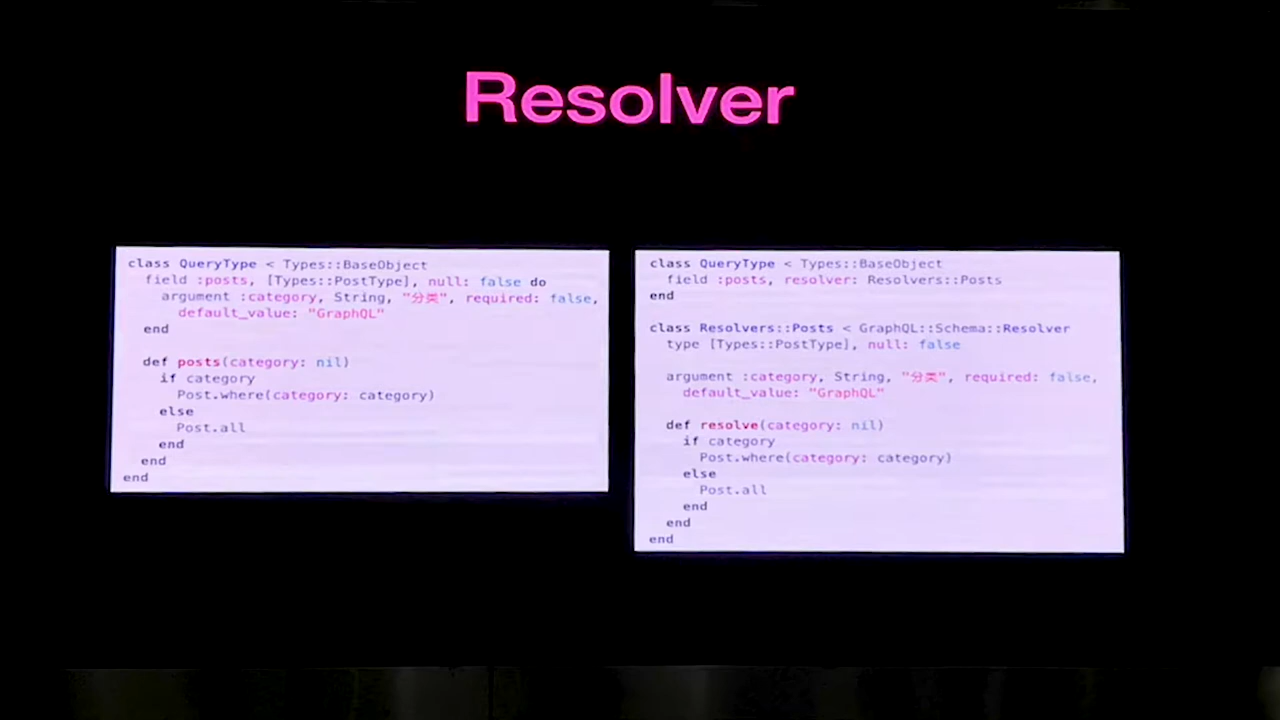 Resolver
class QueryType < Types::BaseObject
  field :posts, [Types::PostType], null: false do
    argument :category, String, "分类", required: false,
      default_value: "GraphQL"
  end

  def posts(category: nil)
    if category
      Post.where(category: category)
    else
      Post.all
    end
  end
end
class QueryType < Types::BaseObject
  field :posts, resolver: Resolvers::Posts
end

class Resolvers::Posts < GraphQL::Schema::Resolver
  type [Types::PostType], null: false

  argument :category, String, "分类", required: false,
    default_value: "GraphQL"

  def resolve(category: nil)
    if category
      Post.where(category: category)
    else
      Post.all
    end
  end
end